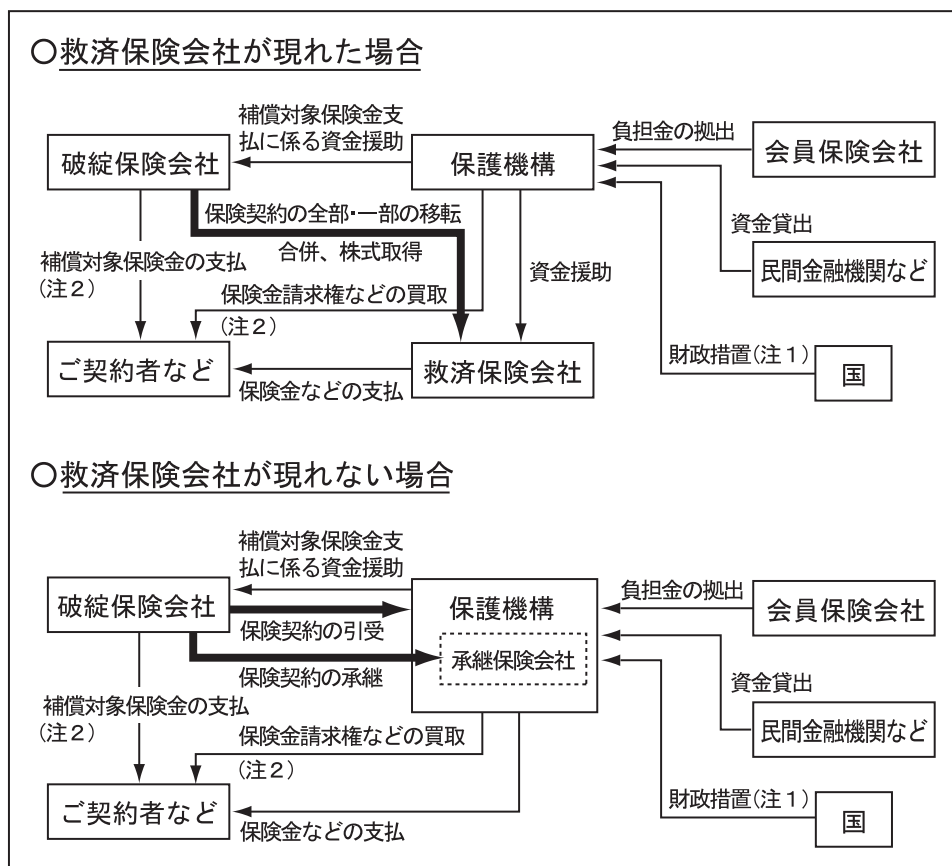 ○救済保険会社が現れた場合
補償対象保険金支
払に係る資金援助
負担金の拠出
破綻保険会社
保護機構
会員保険会社
保険契約の全部・一部の移転
合併、株式取得
資金貸出
補償対象保険金の支払
(注2)
資金援助
民間金融機関など
保険金請求権などの買取
(注2)
財政措置(注1)
ご契約者など
救済保険会社
国
保険金などの支払
○救済保険会社が現れない場合
補償対象保険金支
払に係る資金援助
負担金の拠出
破綻保険会社
保護機構
会員保険会社
保険契約の引受
承継保険会社
保険契約の承継
資金貸出
補償対象保険金の支払
(注2)
保険金請求権などの買取
(注2)
民間金融機関など
財政措置(注1)
ご契約者など
保険金などの支払
国